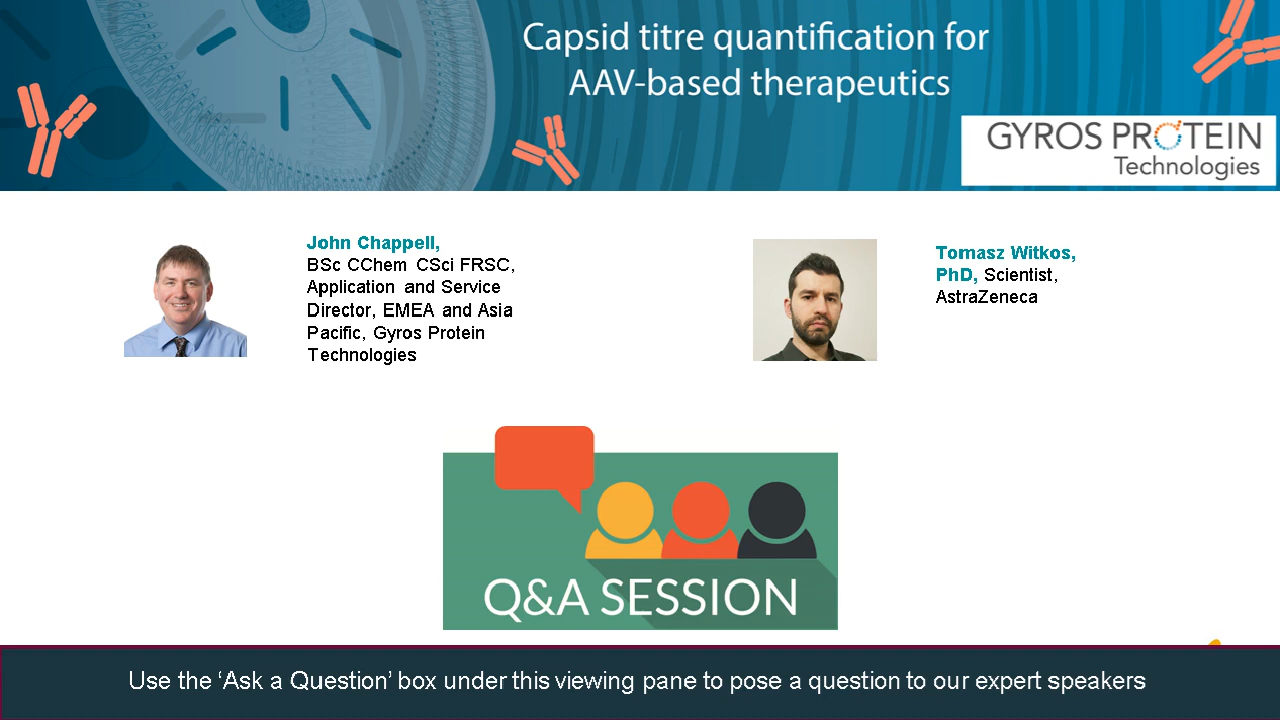 Capsid titre quantification for
AAV-based therapeutics
GYROS PROTEIN
Technologies
John Chappell,
BSc CChem CSci FRSC,
Application and Service
Director, EMEA and Asia
Pacific, Gyros Protein
Technologies
Tomasz Witkos,
PhD, Scientist,
AstraZeneca
Q&A SESSION
Use the ‘Ask a Question’ box under this viewing pane to pose a question to our expert speakers